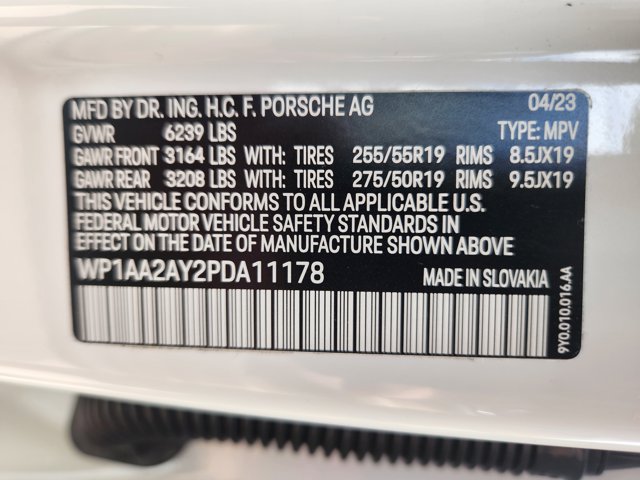 MFD BY DR. ING. H.C. F. PORSCHE AG 04/23
GVWR 6239 LBS TYPE: MPV
GAWR FRONT 3164 LBS WITH: TIRES 255/55R19 RIMS 8.5JX19
GAWR REAR 3208 LBS WITH: TIRES 275/50R19 RIMS 9.5JX19
THIS VEHICLE CONFORMS TO ALL APPLICABLE U.S.
FEDERAL MOTOR VEHICLE SAFETY STANDARDS IN
EFFECT ON THE DATE OF MANUFACTURE SHOWN ABOVE
WP1AA2AY2PDA11178 MADE IN SLOVAKIA
9Y0.010.016.AA